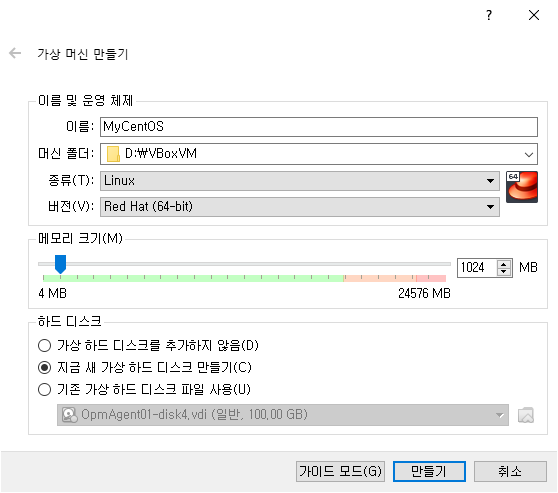 ?
가상 머신 만들기
이름 및 운영 체제
이름: MyCentOS
머신 폴더: D:₩VBoxVM
종류(T): Linux
64
버전(V): Red Hat (64-bit)
메모리 크기(M)
1024 MB
4 MB 24576 MB
하드 디스크
가상 하드 디스크를 추가하지 않음(D)
지금 새 가상 하드 디스크 만들기(C)
기존 가상 하드 디스크 파일 사용(U)
OpmAgent01-disk4.vdi (일반, 100.00 GB)
가이드 모드(G) 만들기 취소